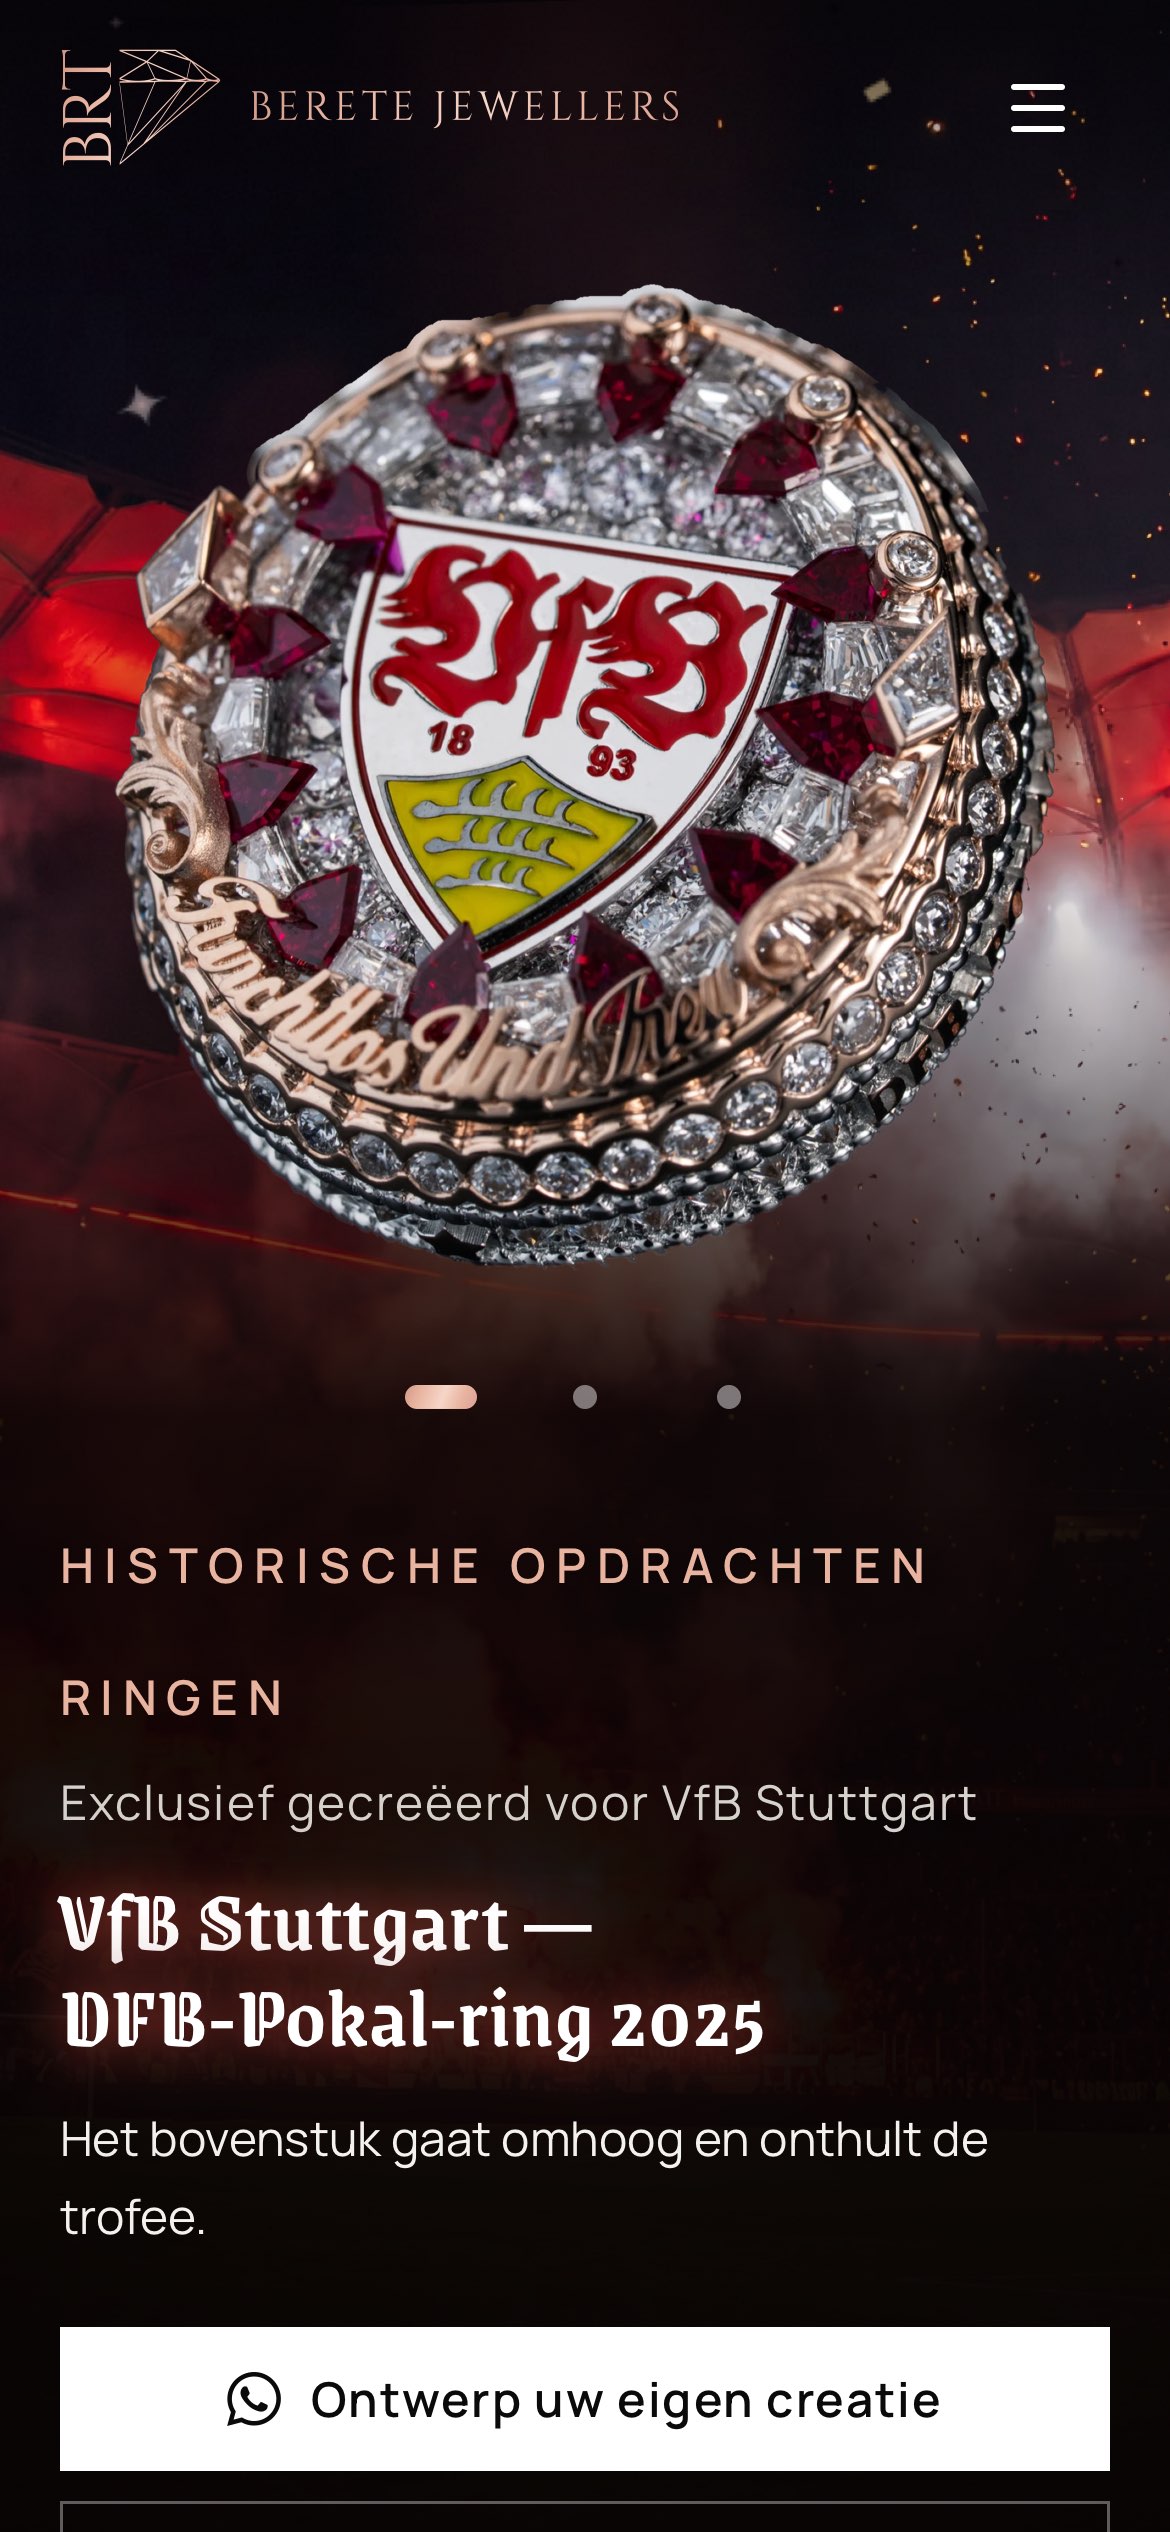 BRT
BERETE JEWELLERS
VfB
18 93
Furchtlos Und Treu
DFB
HISTORISCHE OPDRACHTEN
RINGEN
Exclusief gecreëerd voor VfB Stuttgart
VfB Stuttgart —
DFB-Pokal-ring 2025
Het bovenstuk gaat omhoog en onthult de
trofee.
Ontwerp uw eigen creatie